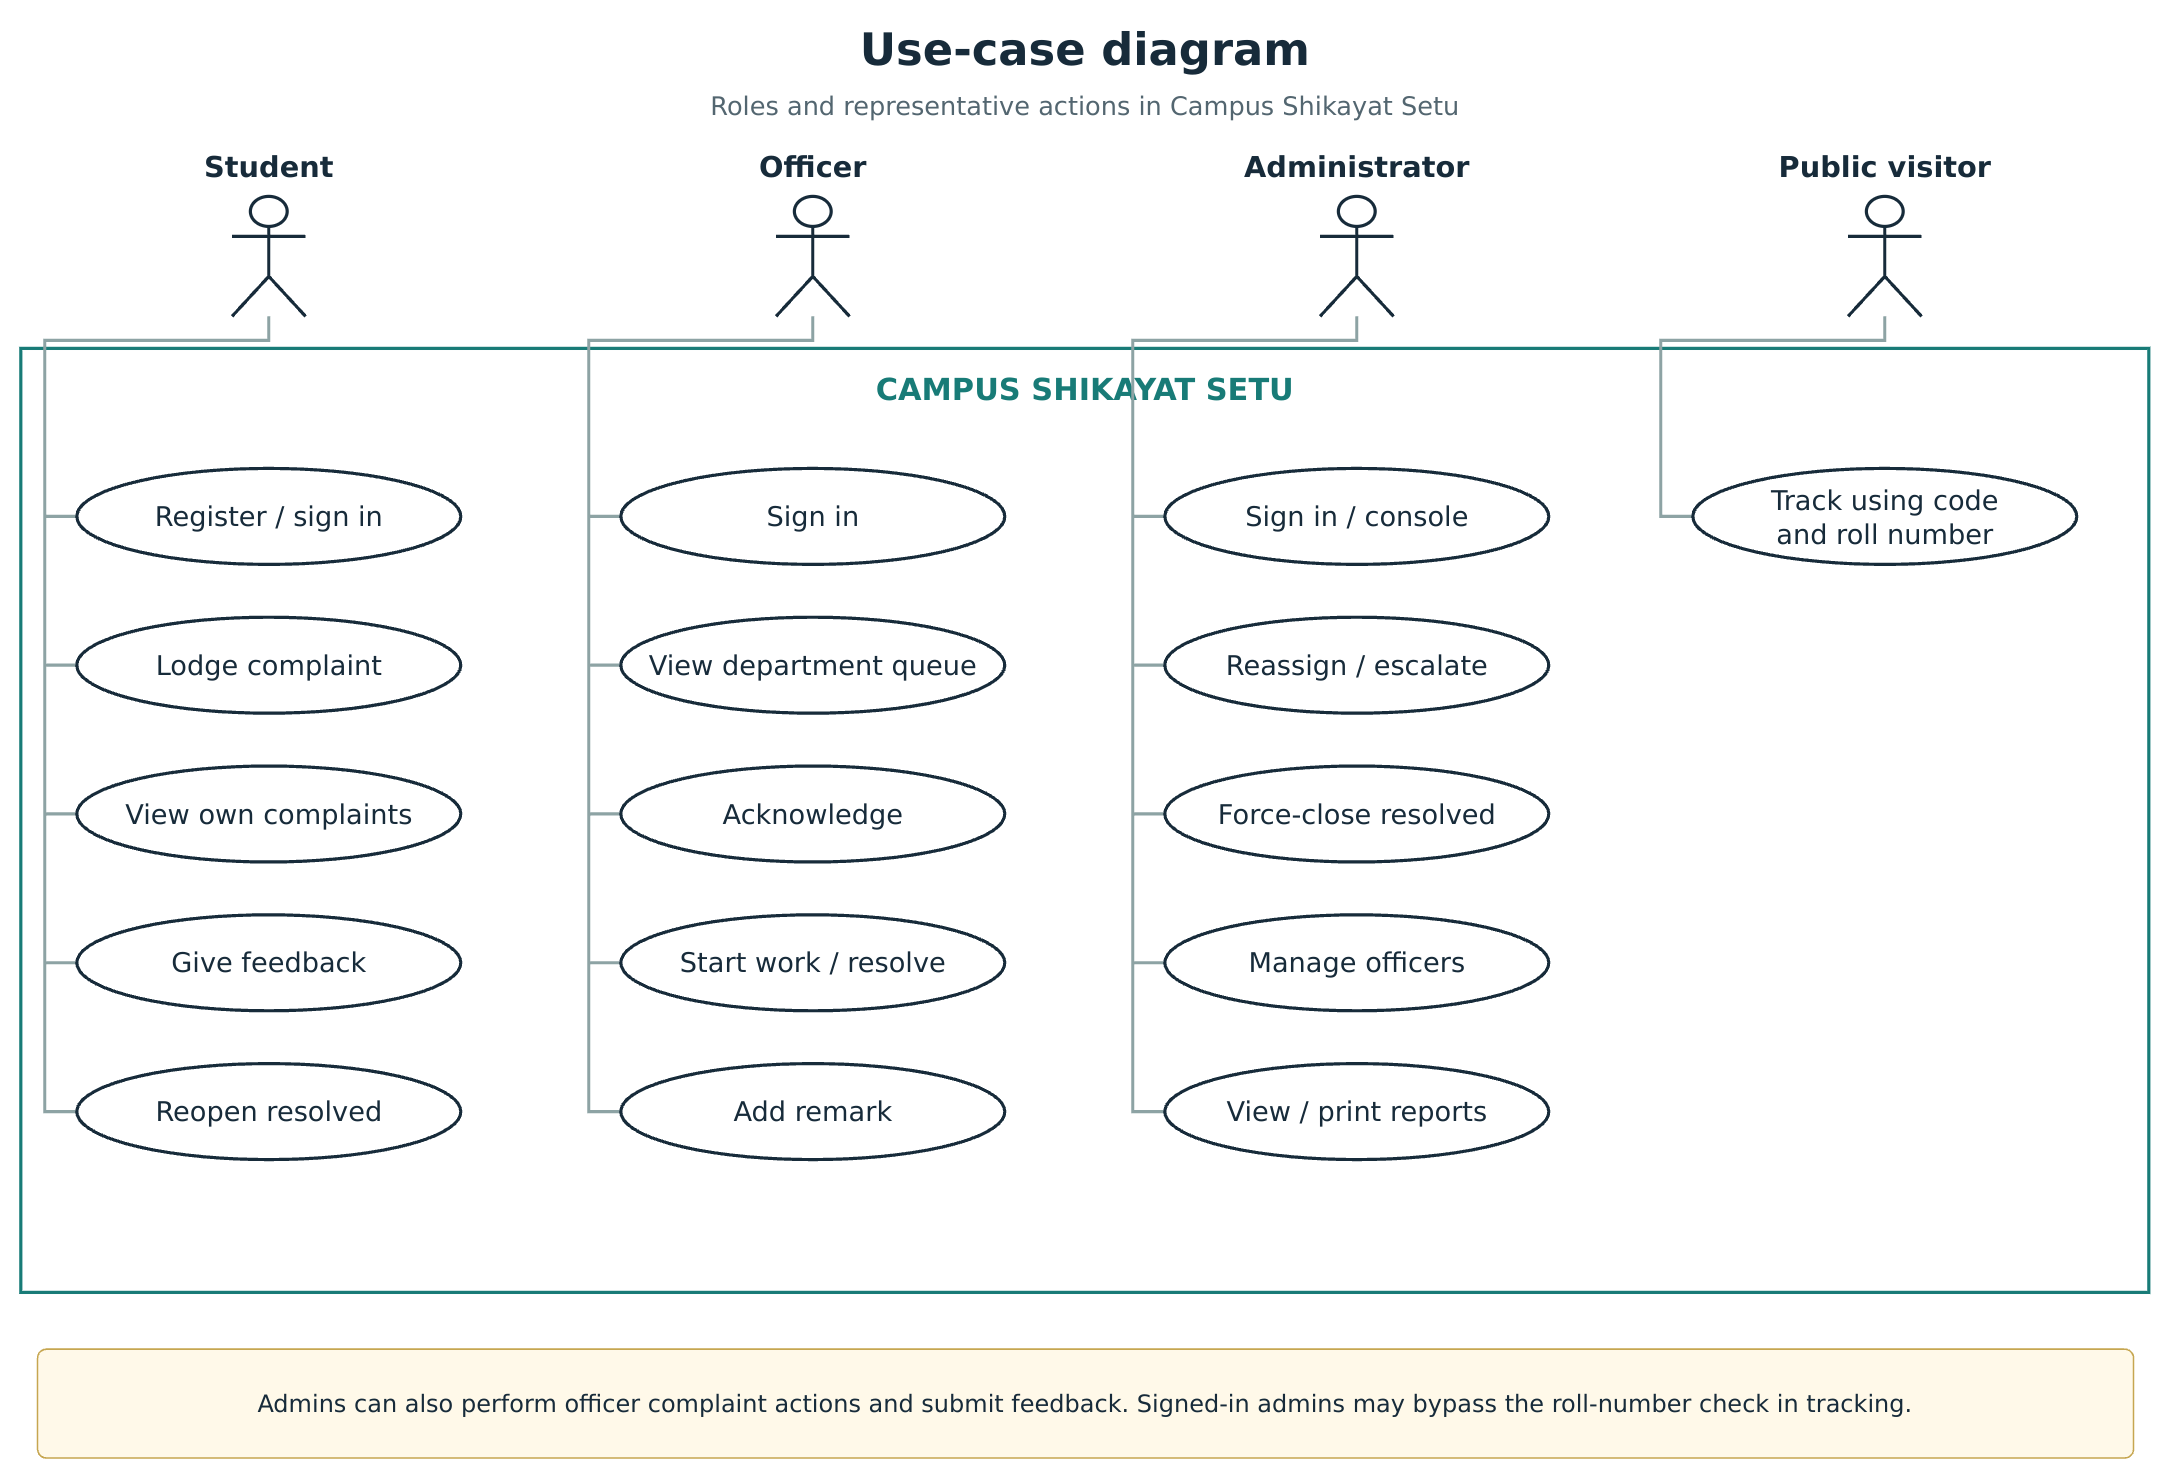 Use-case diagram
Roles and representative actions in Campus Shikayat Setu
Student
Officer
Administrator
Public visitor
CAMPUS SHIKAYAT SETU
Register / sign in
Sign in
Sign in / console
Track using code
and roll number
Lodge complaint
View department queue
Reassign / escalate
View own complaints
Acknowledge
Force-close resolved
Give feedback
Start work / resolve
Manage officers
Reopen resolved
Add remark
View / print reports
Admins can also perform officer complaint actions and submit feedback. Signed-in admins may bypass the roll-number check in tracking.